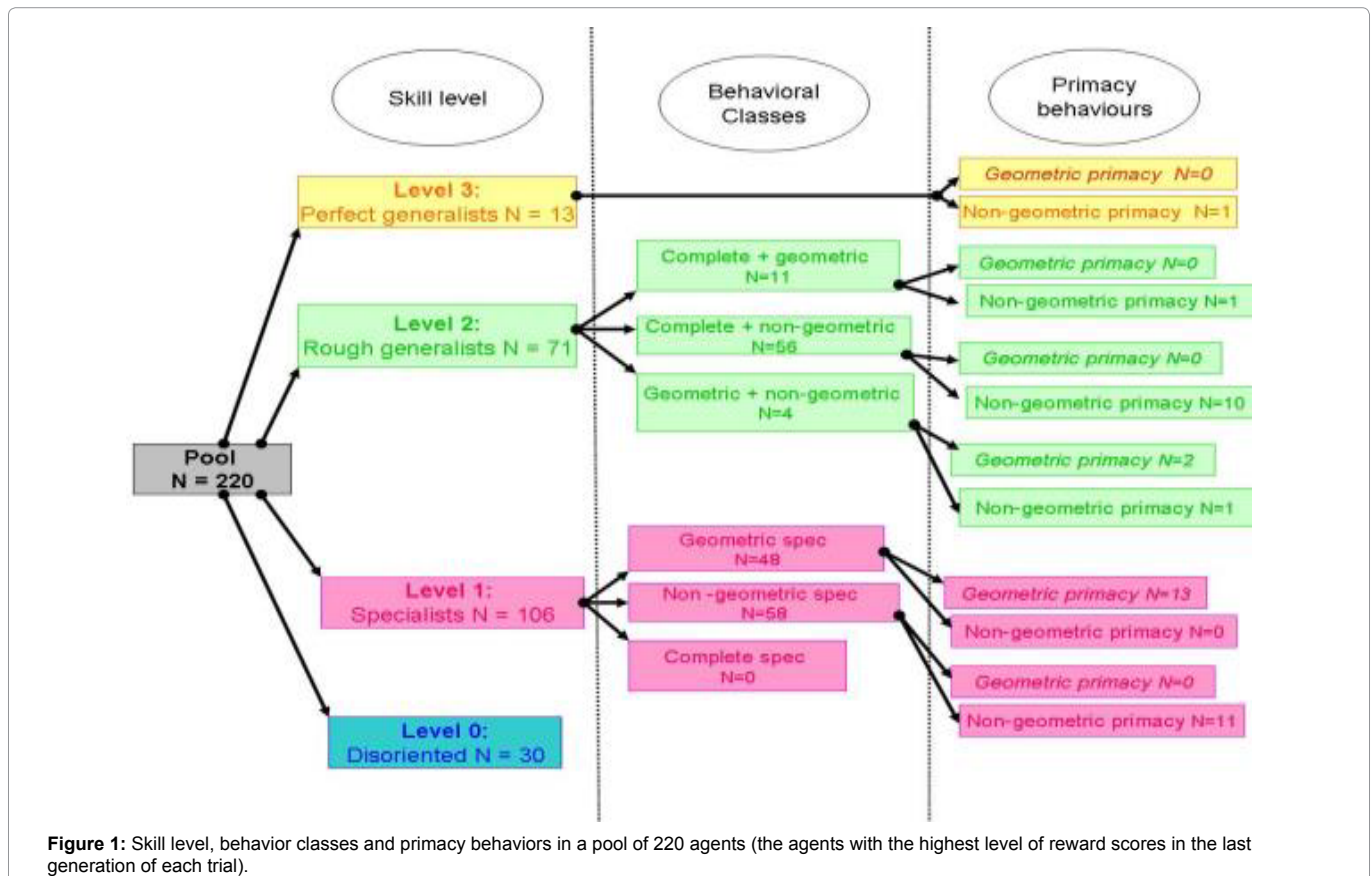 Skill level
Behavioral
Classes
Primacy
behaviours
Level 3:
Perfect generalists N = 13
Geometric primacy N=0
Non-geometric primacy N=1
Level 2:
Rough generalists N = 71
Complete + geometric
N=11
Geometric primacy N=0
Non-geometric primacy N=1
Complete + non-geometric
N=56
Geometric primacy N=0
Non-geometric primacy N=10
Geometric + non-geometric
N=4
Geometric primacy N=2
Non-geometric primacy N=1
Pool
N = 220
Level 1:
Specialists N = 106
Geometric spec
N=48
Geometric primacy N=13
Non-geometric primacy N=0
Non -geometric spec
N=58
Geometric primacy N=0
Non-geometric primacy N=11
Complete spec
N=0
Level 0:
Disoriented N = 30
Figure 1: Skill level, behavior classes and primacy behaviors in a pool of 220 agents (the agents with the highest level of reward scores in the last
generation of each trial).